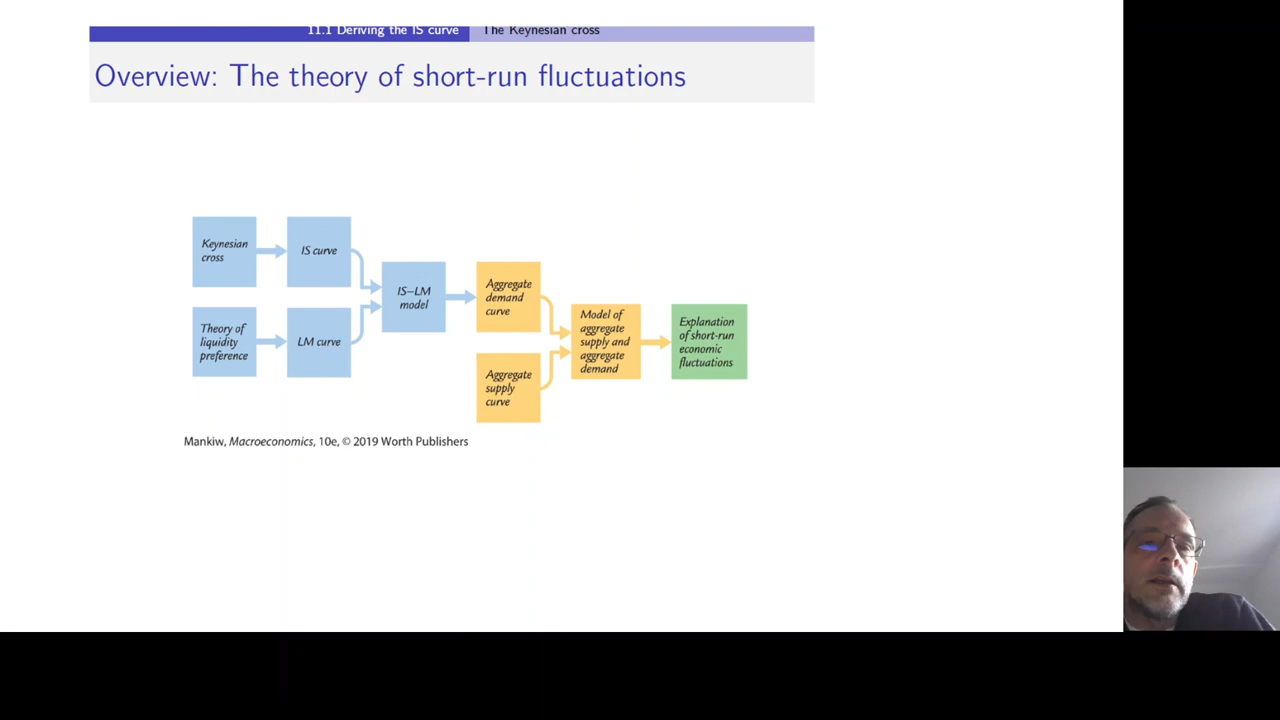 11.1 Deriving the IS curve
The Keynesian cross
Overview: The theory of short-run fluctuations
Keynesian
cross
IS curve
Theory of
liquidity
preference
LM curve
IS–LM
model
Aggregate
demand
curve
Aggregate
supply
curve
Model of
aggregate
supply and
aggregate
demand
Explanation
of short-run
economic
fluctuations
Mankiw, Macroeconomics, 10e, © 2019 Worth Publishers